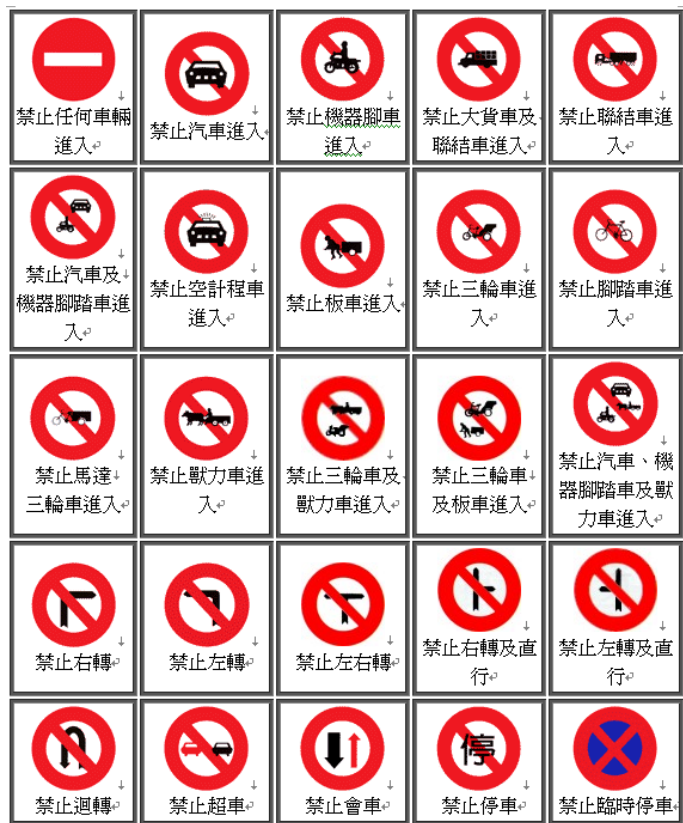 禁止任何車輛
進入
禁止汽車進入
禁止機器腳車
進入
禁止大貨車及
聯結車進入
禁止聯結車進
入
禁止汽車及
機器腳踏車進
入
禁止空計程車
進入
禁止板車進入
禁止三輪車進
入
禁止腳踏車進
入
禁止馬達
三輪車進入
禁止獸力車進
入
禁止三輪車及
獸力車進入
禁止三輪車
及板車進入
禁止汽車、機
器腳踏車及獸
力車進入
禁止右轉
禁止左轉
禁止左右轉
禁止右轉及直
行
禁止左轉及直
行
禁止迴轉
禁止超車
禁止會車
停
禁止停車
禁止臨時停車